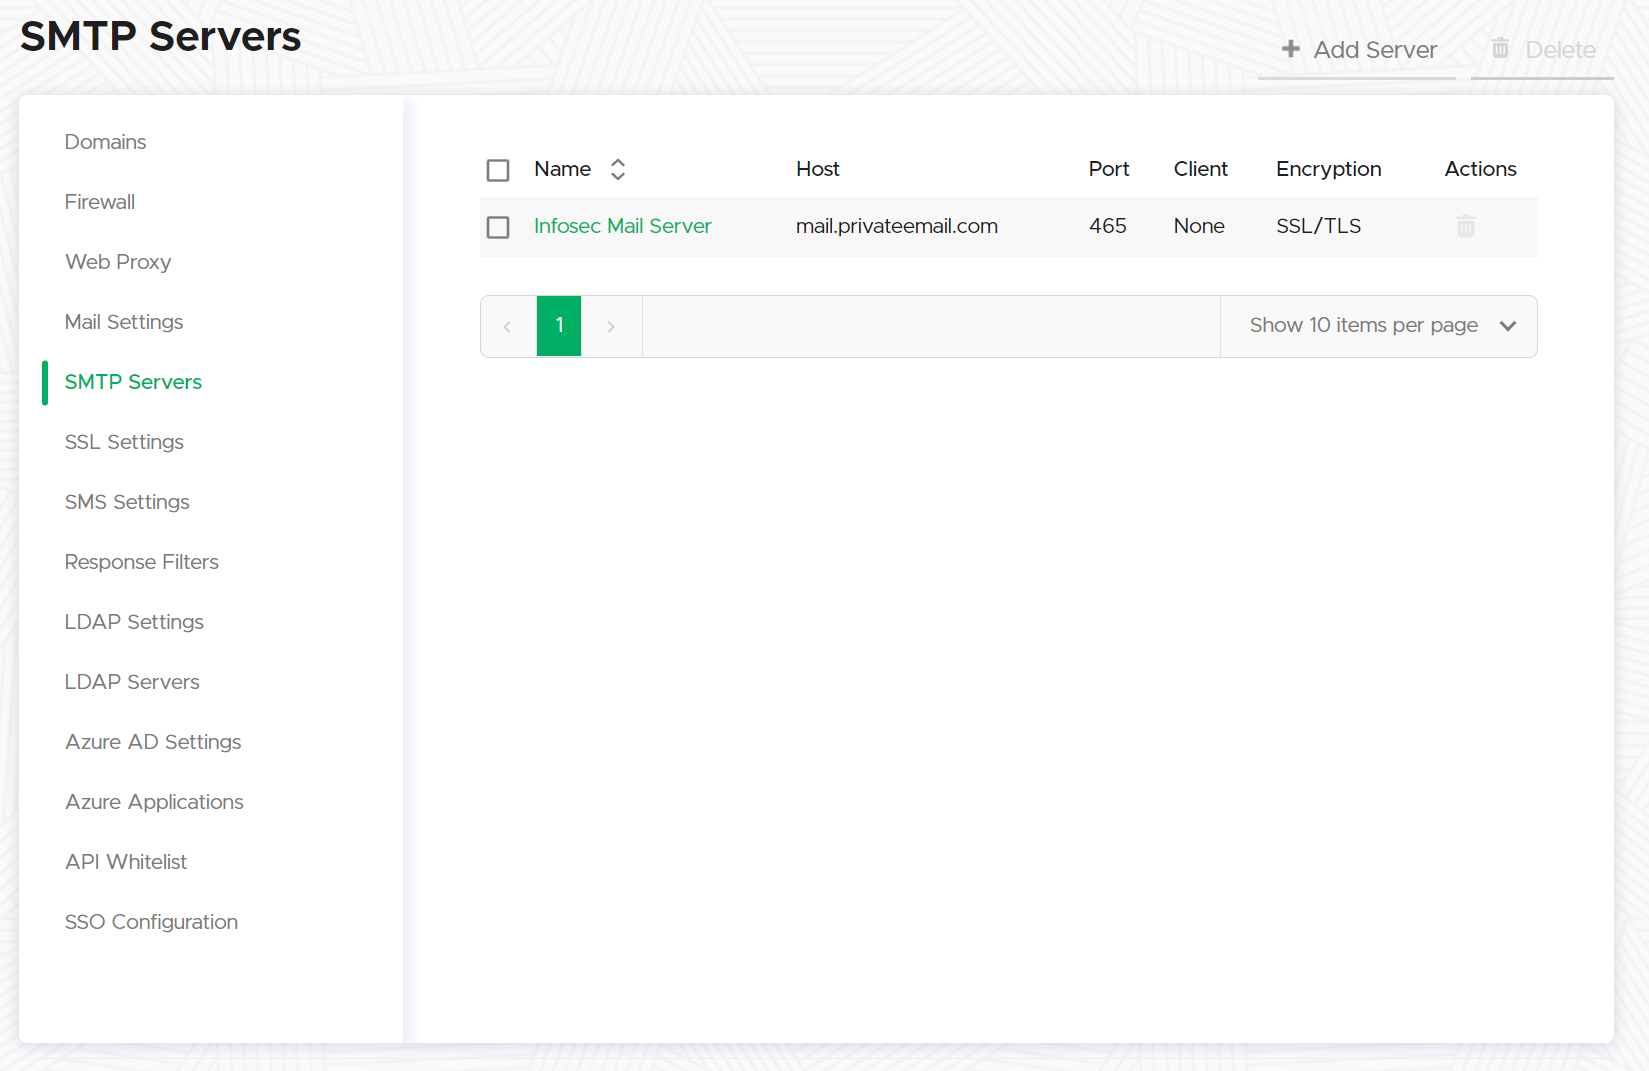 SMTP Servers
Add Server Delete
Domains
Firewall
Web Proxy
Mail Settings
SMTP Servers
SSL Settings
SMS Settings
Response Filters
LDAP Settings
LDAP Servers
Azure AD Settings
Azure Applications
API Whitelist
SSO Configuration
Name Host Port Client Encryption Actions
Infosec Mail Server mail.privateemail.com 465 None SSL/TLS
1 Show 10 items per page